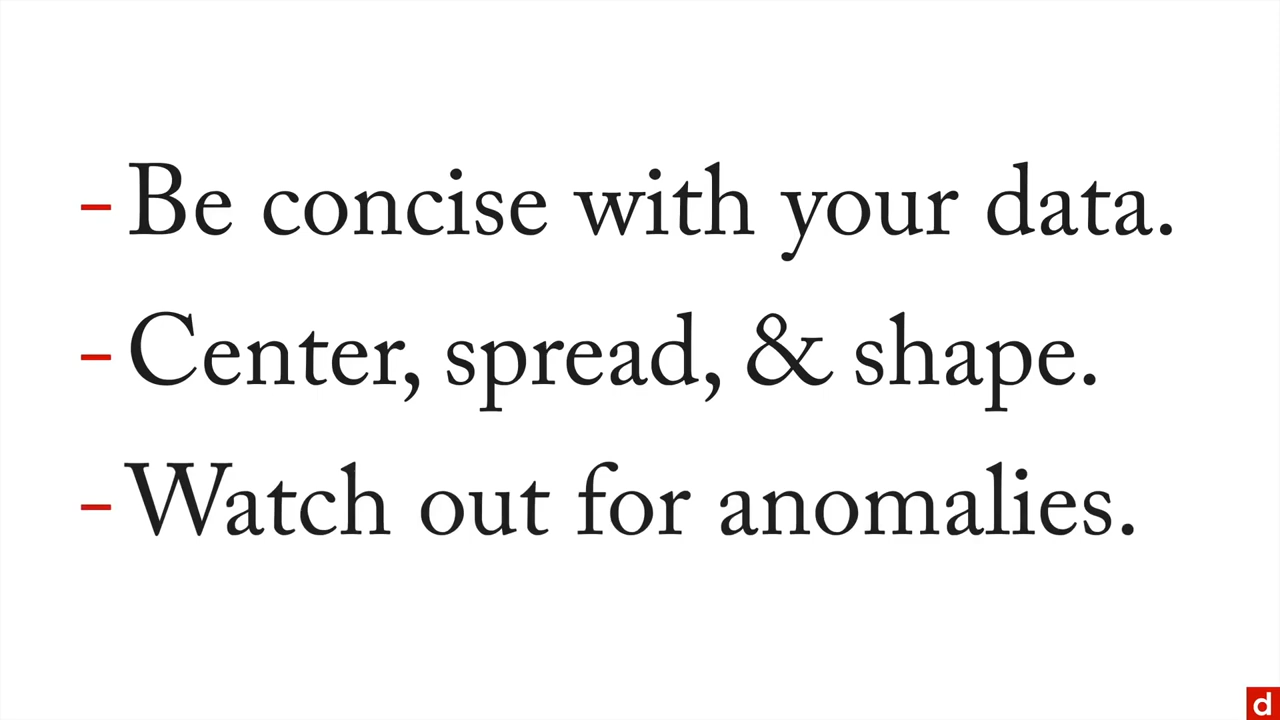 - Be concise with your data.
- Center, spread, & shape.
- Watch out for anomalies.
d